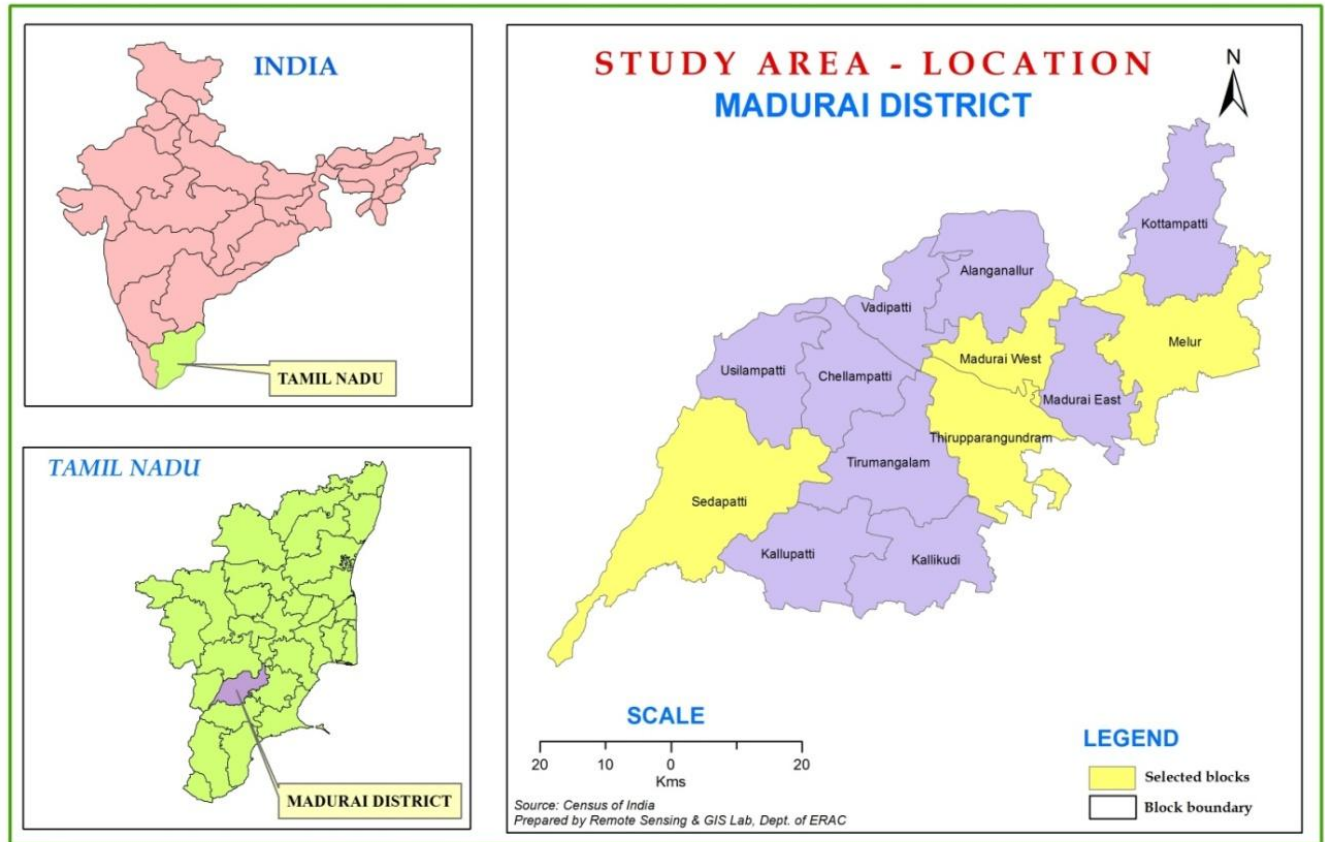 INDIA
TAMIL NADU
TAMIL NADU
MADURAI DISTRICT
STUDY AREA - LOCATION
MADURAI DISTRICT
N
Kottampatti
Alanganallur
Vadipatti
Melur
Madurai West
Usilampatti
Chellampatti
Madurai East
Thirupparangundram
Tirumangalam
Sedapatti
Kallupatti
Kallikudi
SCALE
20 10 0 20
Kms
Source: Census of India
Prepared by Remote Sensing & GIS Lab, Dept. of ERAC
LEGEND
Selected blocks
Block boundary